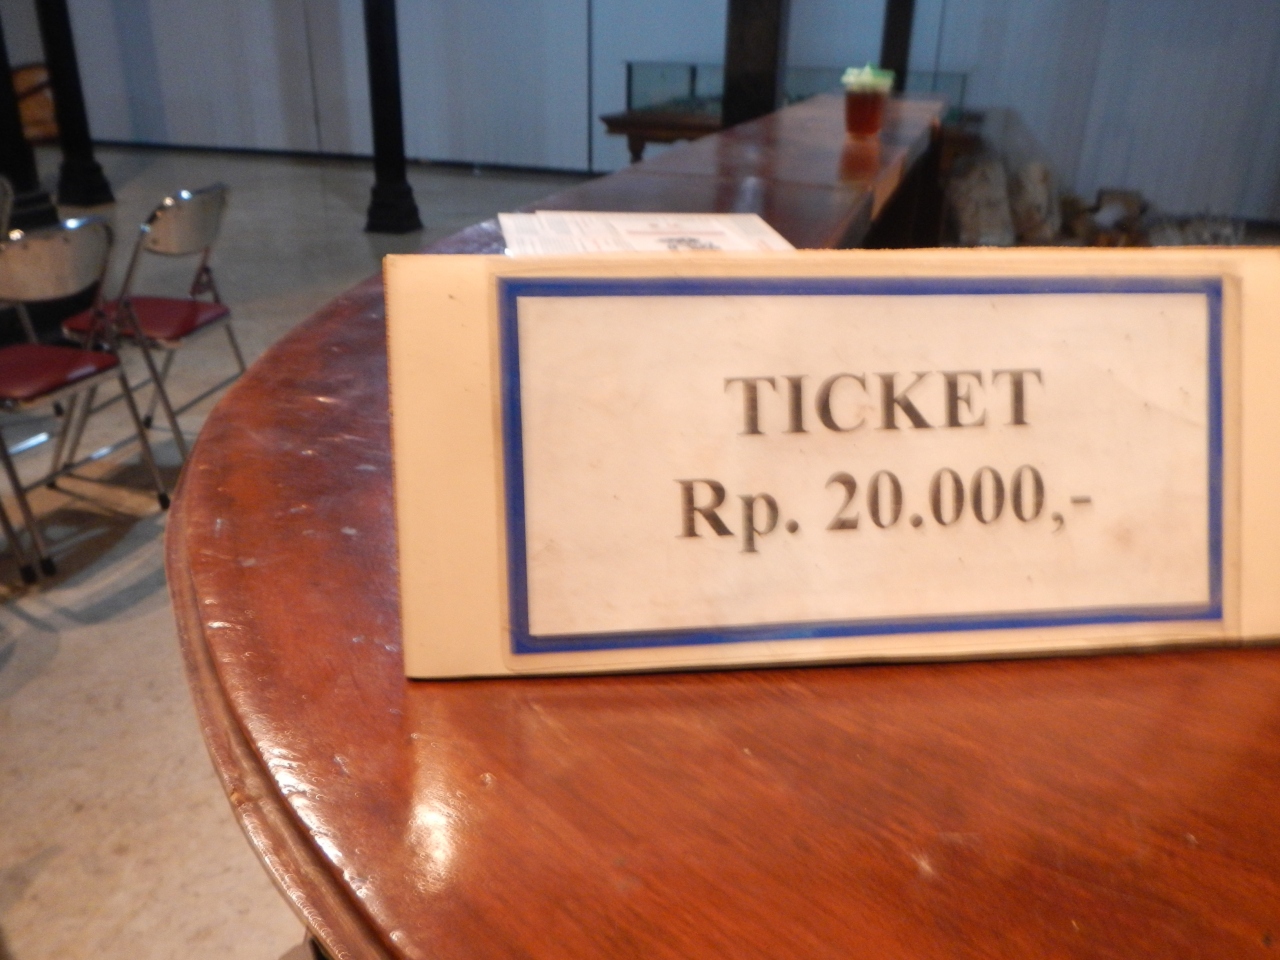 TICKET
Rp. 20.000,-